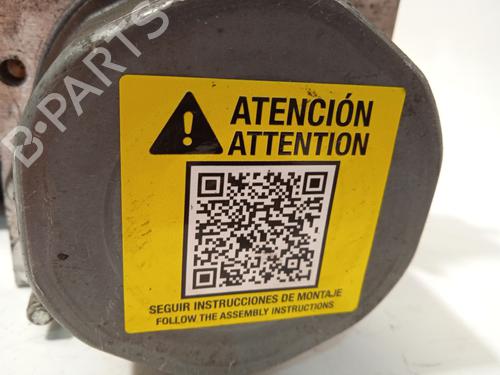 B-PARTS
ATENCIÓN
ATTENTION
SEGUIR INSTRUCCIONES DE MONTAJE
FOLLOW THE ASSEMBLY INSTRUCTIONS